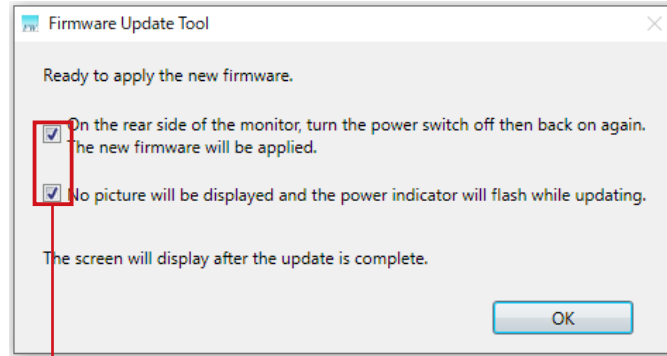 Firmware Update Tool
Ready to apply the new firmware.
On the rear side of the monitor, turn the power switch off then back on again.
The new firmware will be applied.
No picture will be displayed and the power indicator will flash while updating.
The screen will display after the update is complete.
OK